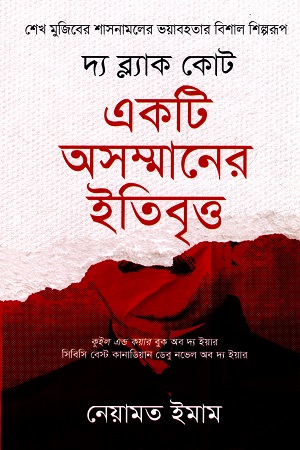 শেখ মুজিবের শাসনামলের ভয়াবহতার বিশাল শিল্পরূপ
দ্য ব্ল্যাক কোট
একটি
অসম্মানের
ইতিবৃত্ত
কুইল এন্ড কয়ার বুক অব দ্য ইয়ার
সিবিসি বেস্ট কানাডিয়ান ডেবু নভেল অব দ্য ইয়ার
নেয়ামত ইমাম